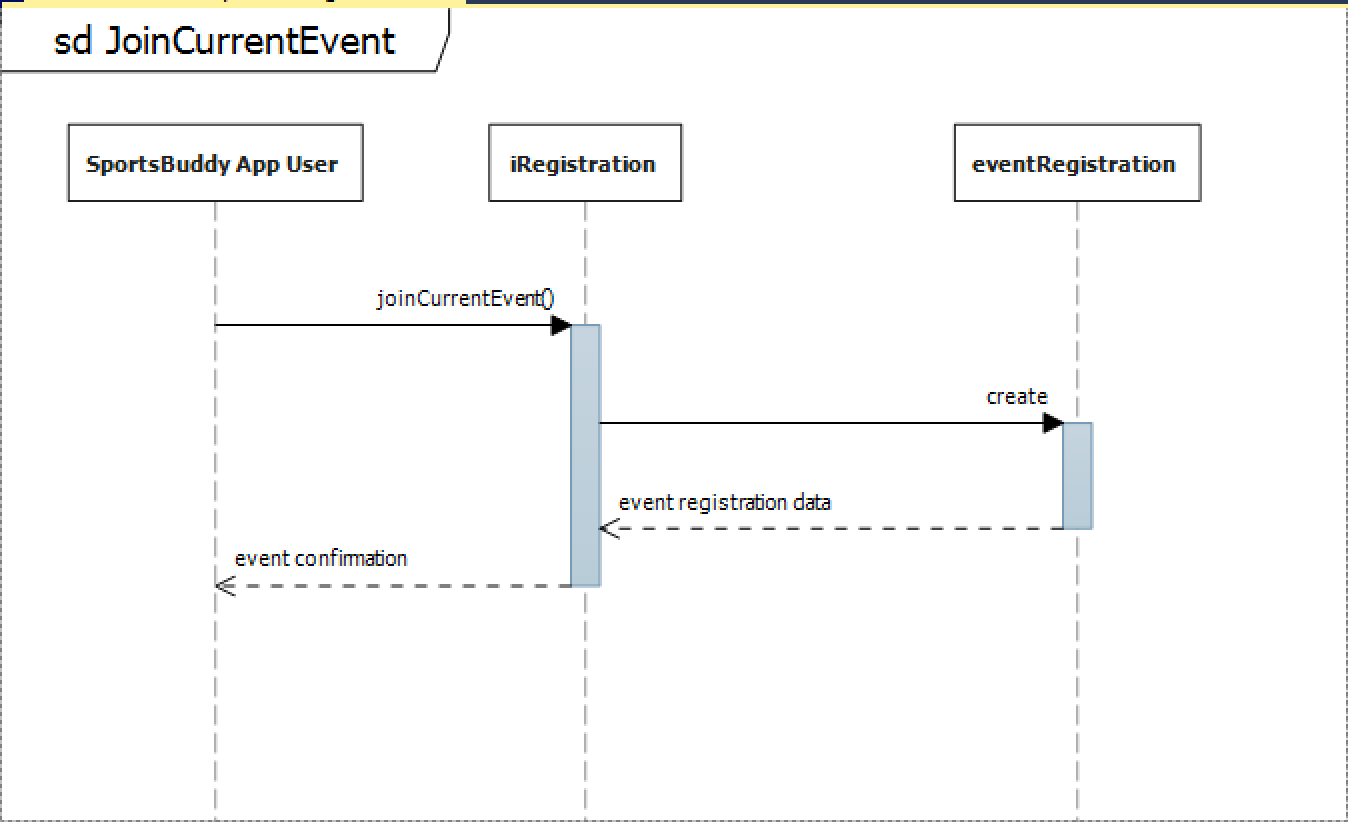 sd JoinCurrentEvent
SportsBuddy App User
iRegistration
eventRegistration
joinCurrentEvent()
create
event registration data
event confirmation